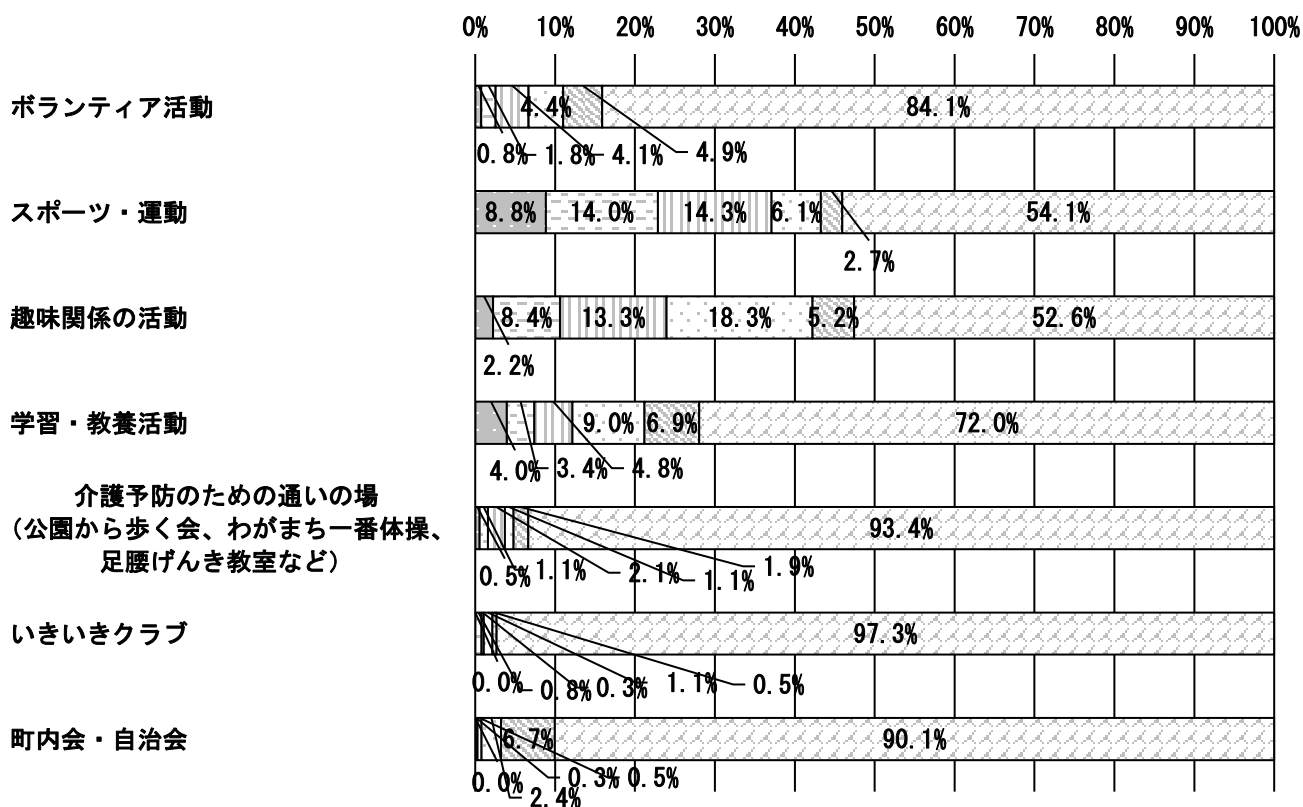 0% 10% 20% 30% 40% 50% 60% 70% 80% 90% 100%
ボランティア活動
4.4% 84.1%
0.8% 1.8% 4.1% 4.9%
スポーツ・運動
8.8% 14.0% 14.3% 6.1% 54.1%
2.7%
趣味関係の活動
8.4% 13.3% 18.3% 5.2% 52.6%
2.2%
学習・教養活動
9.0% 6.9% 72.0%
4.0% 3.4% 4.8%
介護予防のための通いの場
（公園から歩く会、わがまち一番体操、
足腰げんき教室など）
93.4%
0.5% 1.1% 2.1% 1.1% 1.9%
いきいきクラブ
97.3%
0.0% 0.8% 0.3% 1.1% 0.5%
町内会・自治会
6.7% 90.1%
0.0% 2.4% 0.3% 0.5%